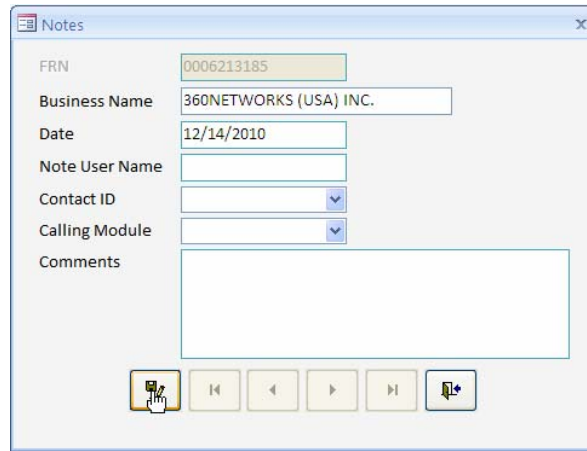 Notes
FRN 0006213185
Business Name 360NETWORKS (USA) INC.
Date 12/14/2010
Note User Name
Contact ID
Calling Module
Comments